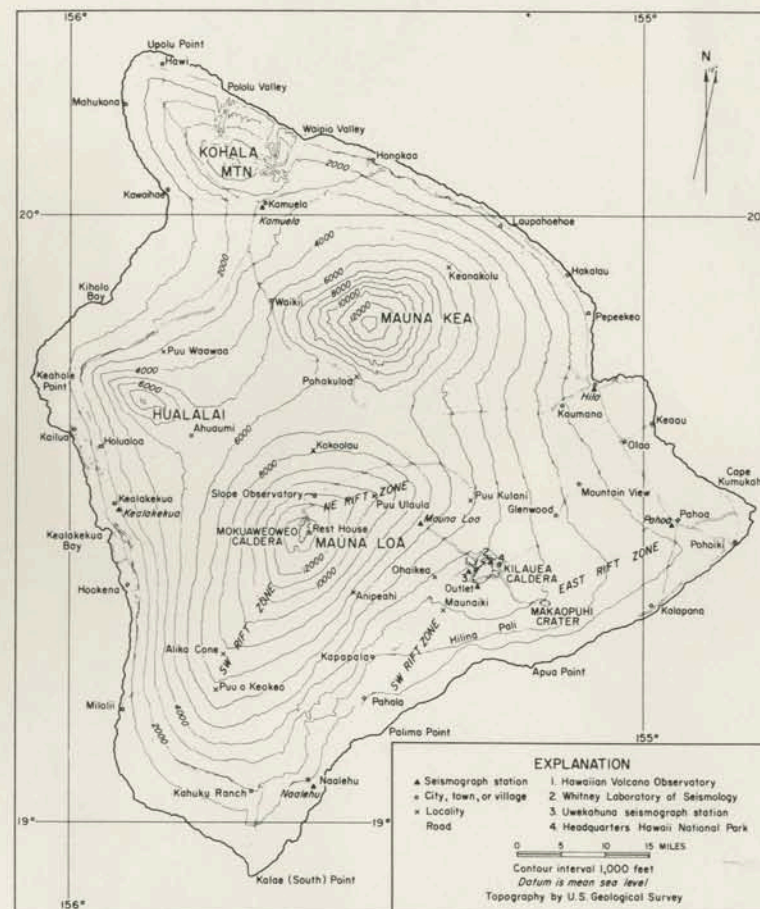 156°
155°
Upolu Point
Hawi
N
Pololu Valley
Mahukona
Waipio Valley
KOHALA
MTN
Honokaa
2000
Kawaihae
Kamuela
Kamuela
20°
20°
Laupahoehoe
4000
2000
6000
8000
10000
12000
Keanakolu
Hakalau
Kiholo
Bay
Waikii
MAUNA KEA
Pepeekeo
Puu Waawaa
4000
6000
Keahole
Point
Pohakuloa
Hilo
HUALALAI
Kaumana
Keaau
Ahuaumi
6000
Kailua
Holualoa
Olaa
Kokoolau
8000
Cape
Kumukahi
Slope Observatory
NE RIFT ZONE
Puu Ulaula
Puu Kulani
Mountain View
Kealakekua
Kealakekua
Glenwood
Pahoa
Pahoa
Mauna Loa
MOKUAWEOWEO
CALDERA
Rest House
MAUNA LOA
Kealakekua
Bay
Pohoiki
12000
10000
Ohaikea
3
4
KILAUEA
CALDERA
EAST RIFT ZONE
Outlet
Hookena
Anipeahi
Maunaiki
MAKAOPUHI
CRATER
Kalapana
SW RIFT ZONE
Hilina Pali
Alika Cone
Kapapala
SW RIFT ZONE
Apua Point
Puu o Keokeo
Pahala
Milolii
4000
2000
Palima Point
155°
Naalehu
Kahuku Ranch
Naalehu
19°
19°
Kalae (South) Point
156°
EXPLANATION
▲ Seismograph station
City, town, or village
× Locality
Road
1. Hawaiian Volcano Observatory
2. Whitney Laboratory of Seismology
3. Uwekahuna seismograph station
4. Headquarters Hawaii National Park
0 5 10 15 MILES
Contour interval 1,000 feet
Datum is mean sea level
Topography by U.S. Geological Survey